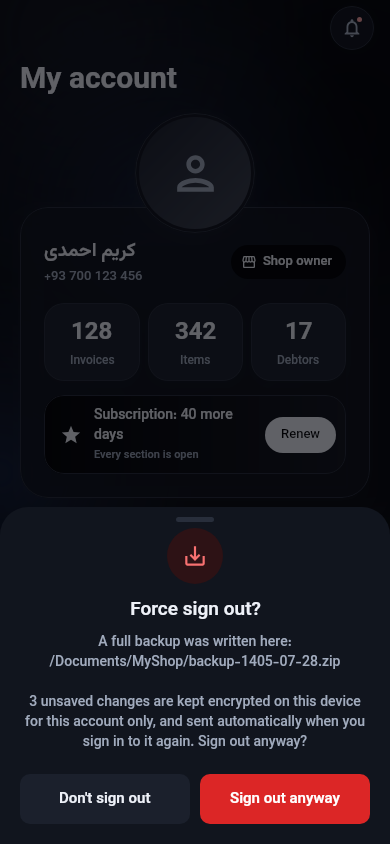 My account
کریم احمدی
+93 700 123 456
Shop owner
128
Invoices
342
Items
17
Debtors
Subscription: 40 more
days
Every section is open
Renew
Force sign out?
A full backup was written here:
/Documents/MyShop/backup-1405-07-28.zip
3 unsaved changes are kept encrypted on this device
for this account only, and sent automatically when you
sign in to it again. Sign out anyway?
Don't sign out
Sign out anyway